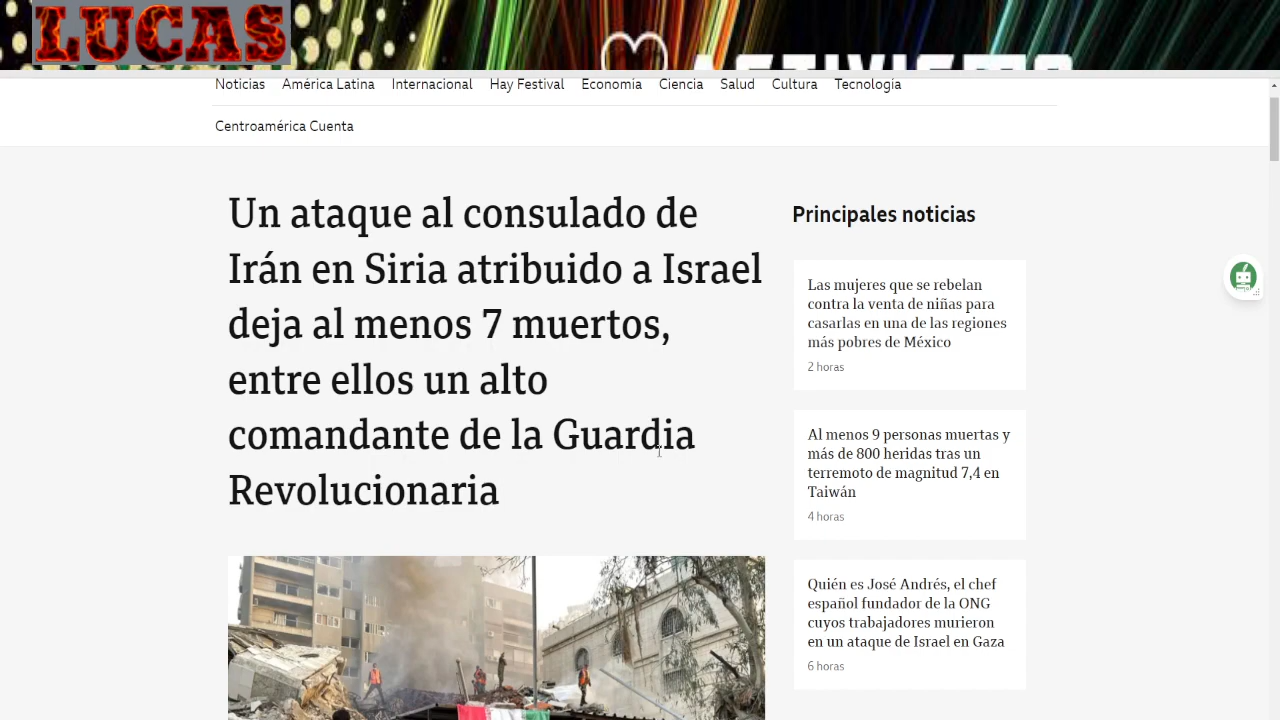 LUCAS
ACTIVISMO
Noticias América Latina Internacional Hay Festival Economía Ciencia Salud Cultura Tecnología
Centroamérica Cuenta
Un ataque al consulado de
Irán en Siria atribuido a Israel
deja al menos 7 muertos,
entre ellos un alto
comandante de la Guardia
Revolucionaria
Principales noticias
Las mujeres que se rebelan
contra la venta de niñas para
casarlas en una de las regiones
más pobres de México
2 horas
Al menos 9 personas muertas y
más de 800 heridas tras un
terremoto de magnitud 7,4 en
Taiwán
4 horas
Quién es José Andrés, el chef
español fundador de la ONG
cuyos trabajadores murieron
en un ataque de Israel en Gaza
6 horas